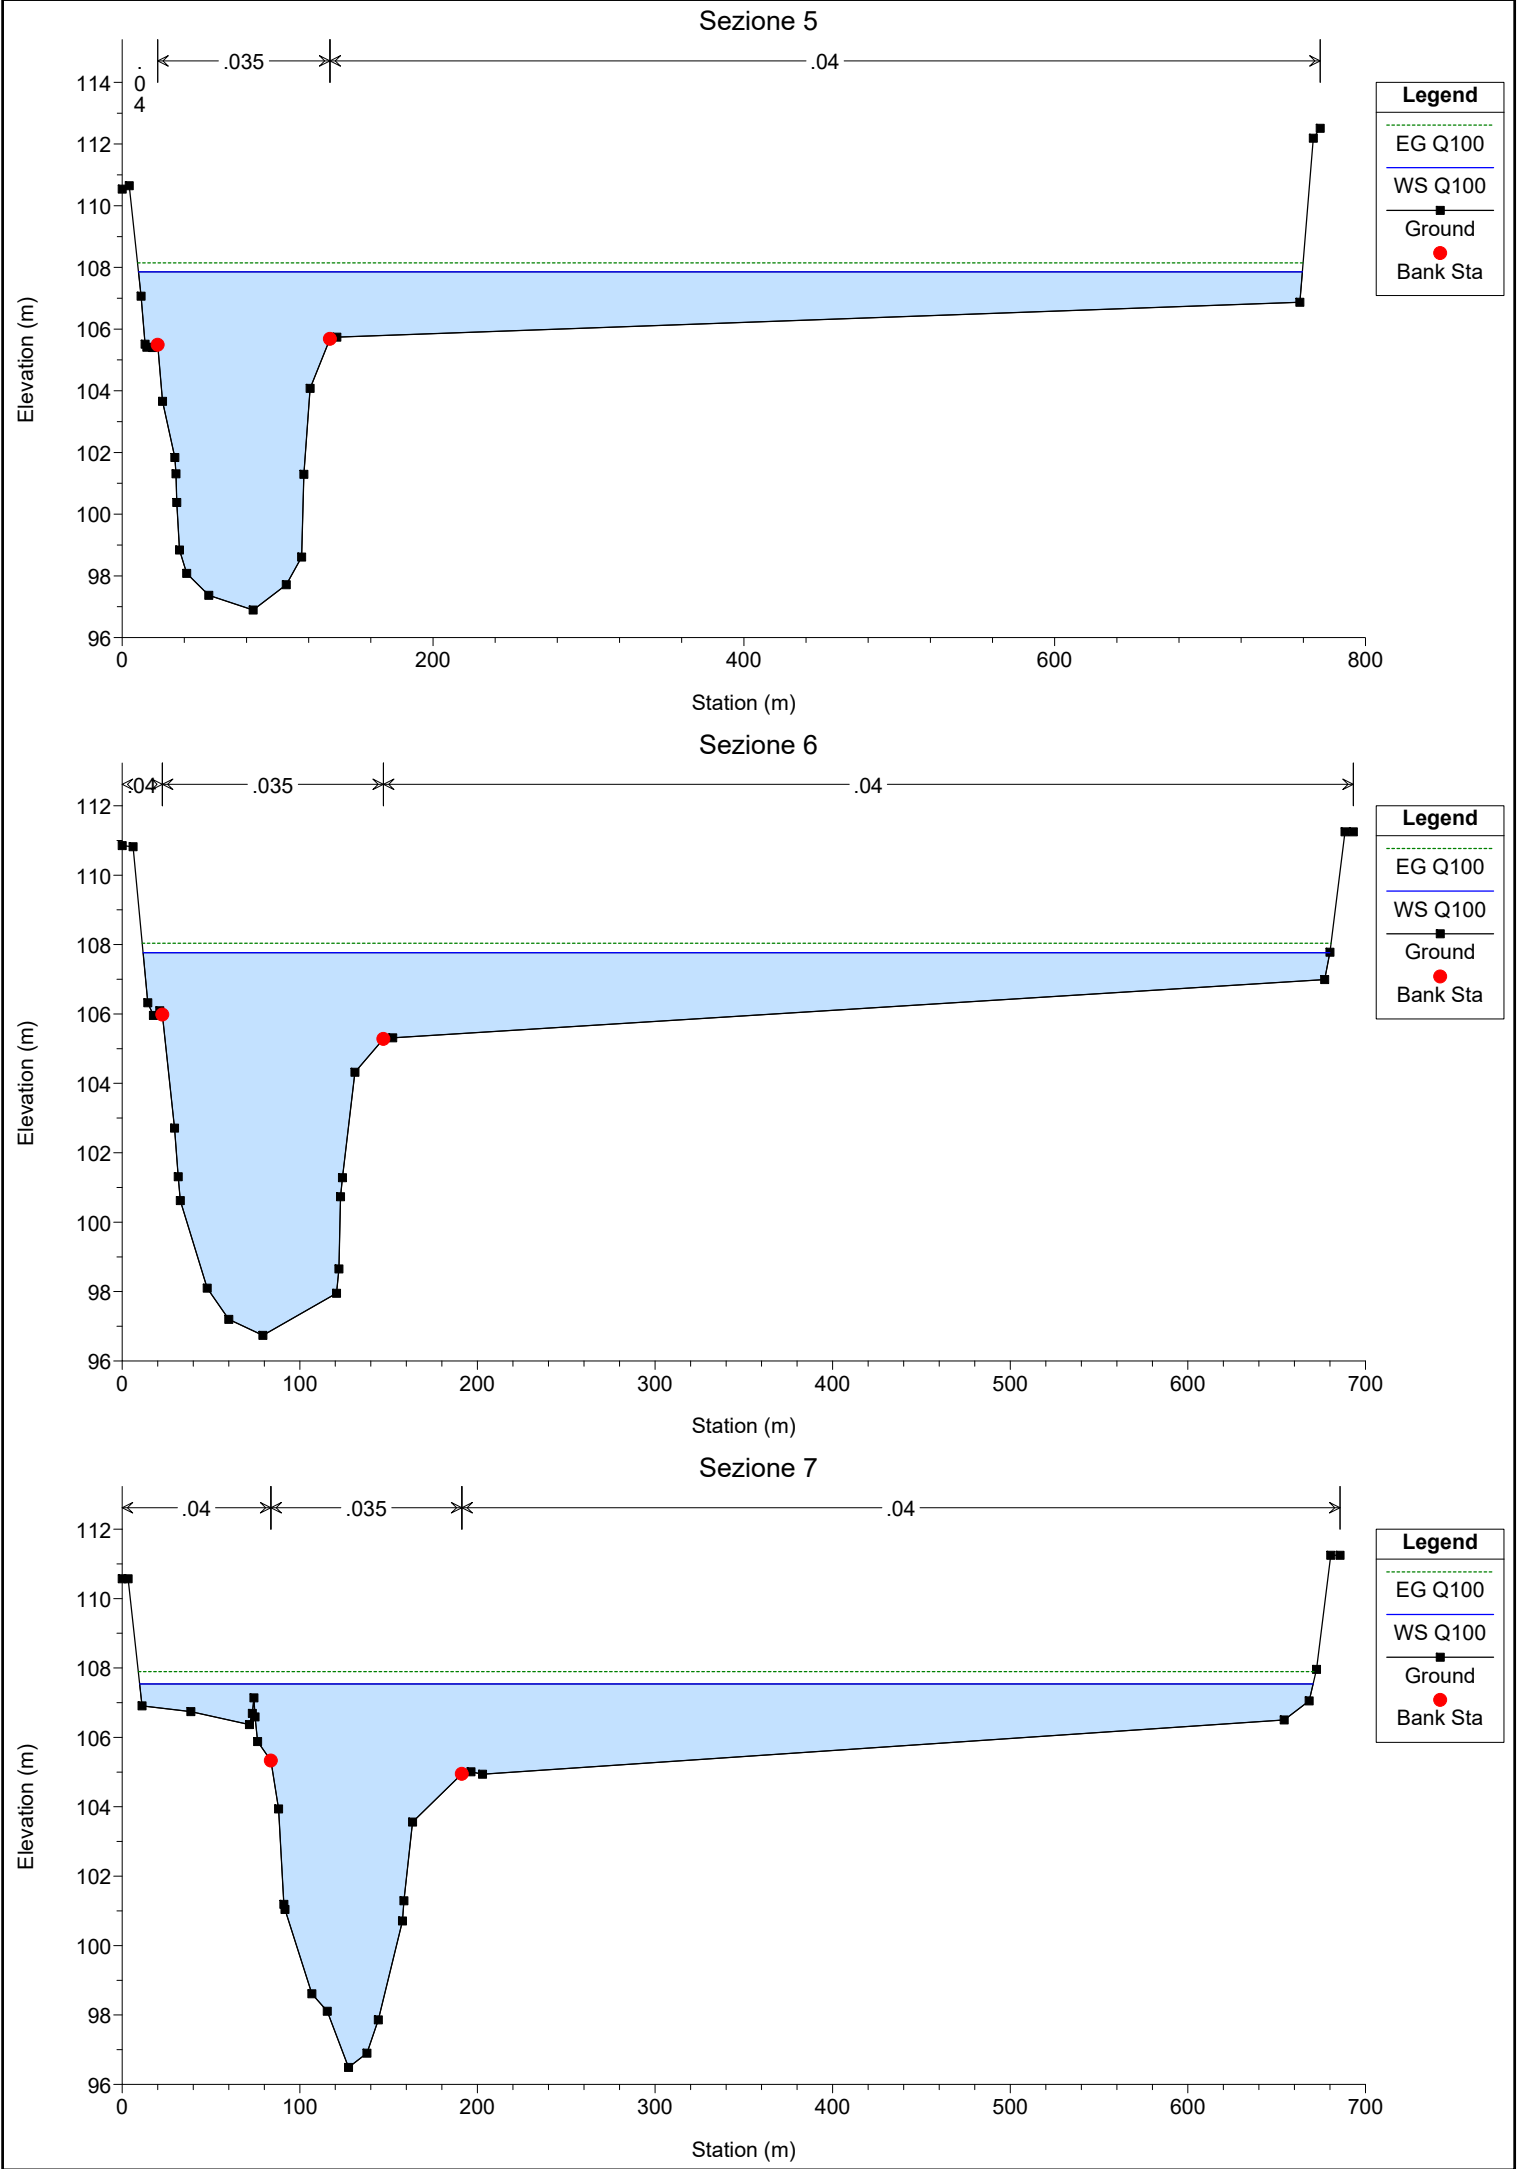 Sezione 5
.04
.035
.04
114
112
110
108
106
104
102
100
98
96
Elevation (m)
0 200 400 600 800
Station (m)
Legend
EG Q100
WS Q100
Ground
Bank Sta
Sezione 6
.04
.035
.04
112
110
108
106
104
102
100
98
96
Elevation (m)
0 100 200 300 400 500 600 700
Station (m)
Legend
EG Q100
WS Q100
Ground
Bank Sta
Sezione 7
.04
.035
.04
112
110
108
106
104
102
100
98
96
Elevation (m)
0 100 200 300 400 500 600 700
Station (m)
Legend
EG Q100
WS Q100
Ground
Bank Sta